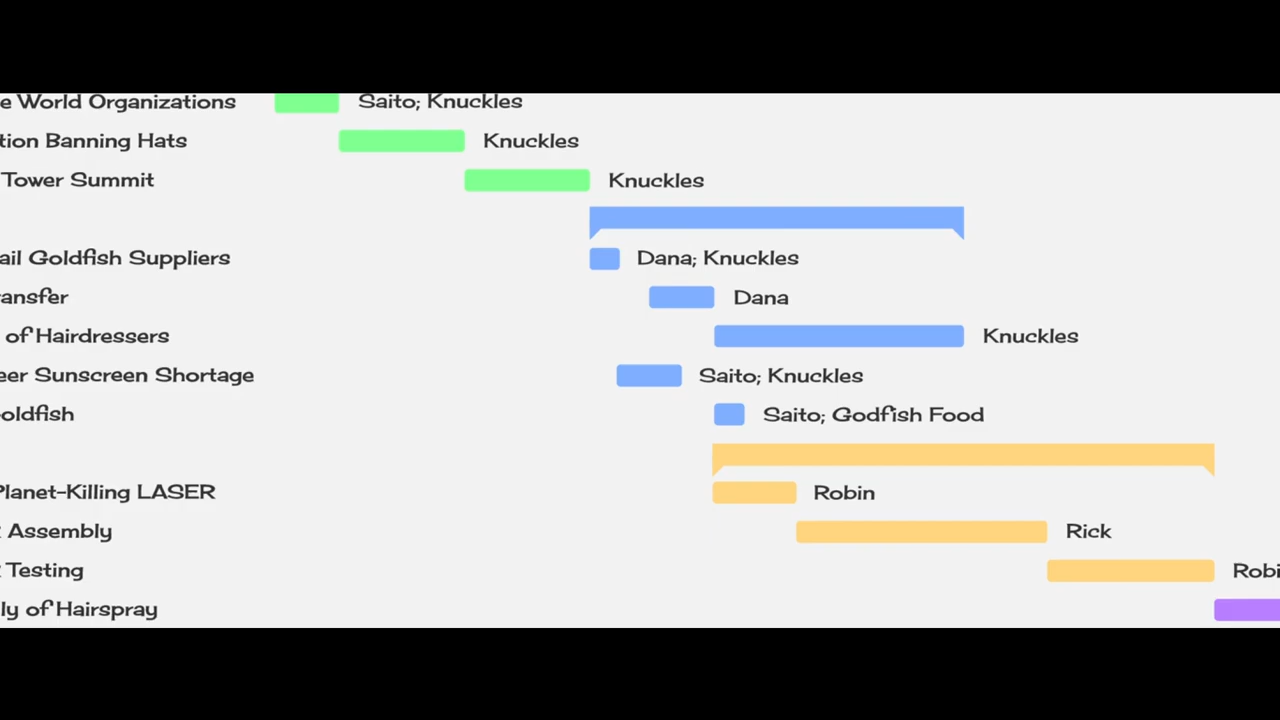 e World Organizations Saito; Knuckles
tion Banning Hats Knuckles
Tower Summit Knuckles
ail Goldfish Suppliers Dana; Knuckles
ansfer Dana
of Hairdressers Knuckles
eer Sunscreen Shortage Saito; Knuckles
oldfish Saito; Godfish Food
Planet-Killing LASER Robin
Assembly Rick
Testing Robi
ly of Hairspray